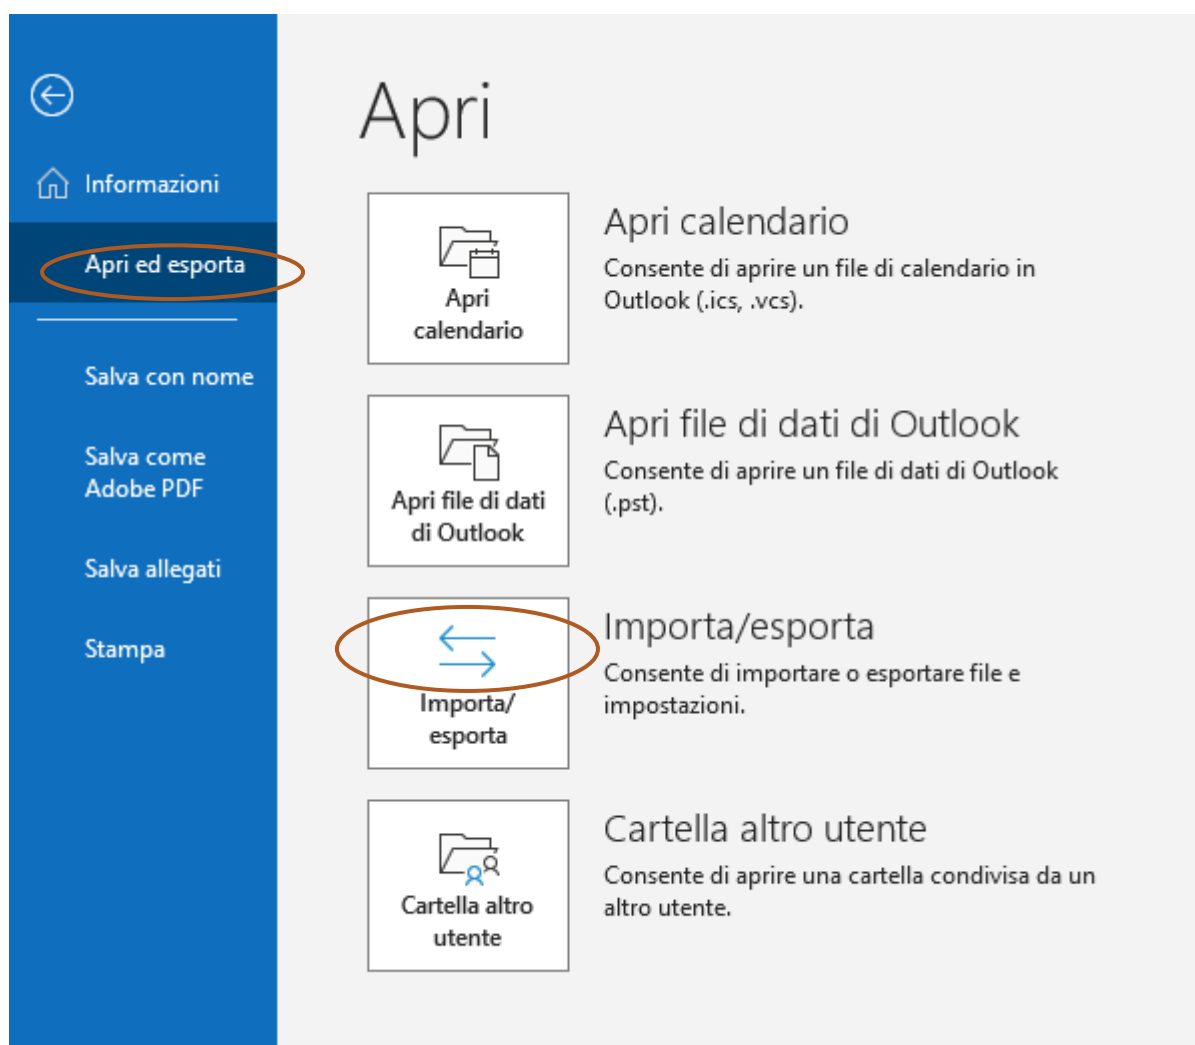 Apri
Informazioni
Apri ed esporta
Salva con nome
Salva come
Adobe PDF
Salva allegati
Stampa
Apri
calendario
Apri calendario
Consente di aprire un file di calendario in
Outlook (.ics, .vcs).
Apri file di dati
di Outlook
Apri file di dati di Outlook
Consente di aprire un file di dati di Outlook
(.pst).
Importa/
esporta
Importa/esporta
Consente di importare o esportare file e
impostazioni.
Cartella altro
utente
Cartella altro utente
Consente di aprire una cartella condivisa da un
altro utente.